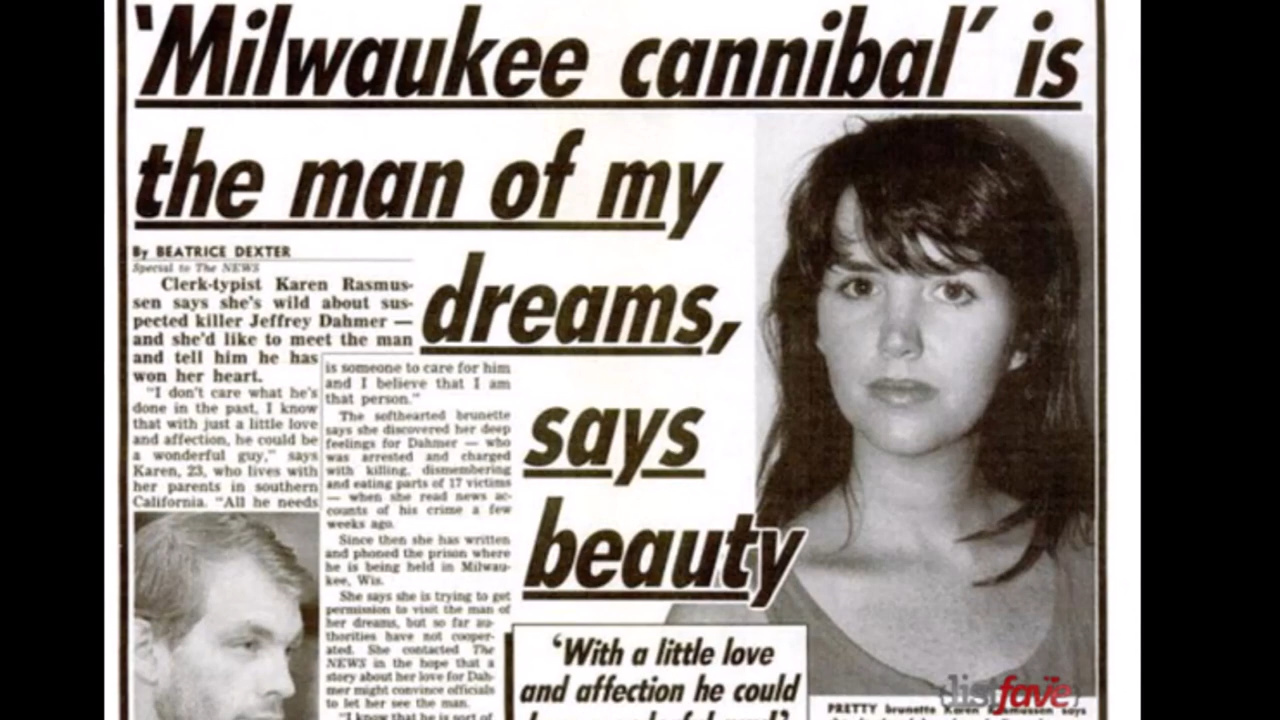 'Milwaukee cannibal' is
the man of my
dreams,
says
beauty
By BEATRICE DEXTER
Special to The NEWS
Clerk-typist Karen Rasmus-
sen says she's wild about sus-
pected killer Jeffrey Dahmer —
and she'd like to meet the man
and tell him he has
won her heart.
"I don't care what he's
done in the past, I know
that with just a little love
and affection, he could be
a wonderful guy," says
Karen, 23, who lives with
her parents in southern
California. "All he needs
is someone to care for him
and I believe that I am
that person."
The softhearted brunette
says she discovered her deep
feelings for Dahmer — who
was arrested and charged
with killing, dismembering
and eating parts of 17 victims
— when she read news ac-
counts of his crime a few
weeks ago.
Since then she has written
and phoned the prison where
he is being held in Milwau-
kee, Wis.
She says she is trying to get
permission to visit the man of
her dreams, but so far au-
thorities have not cooper-
ated. She contacted The
NEWS in the hope that a
story about her love for Dah-
mer might convince officials
to let her see the man.
"I know that he is sort of
'With a little love
and affection he could
PRETTY brunette Karen Rasmussen says
listfave